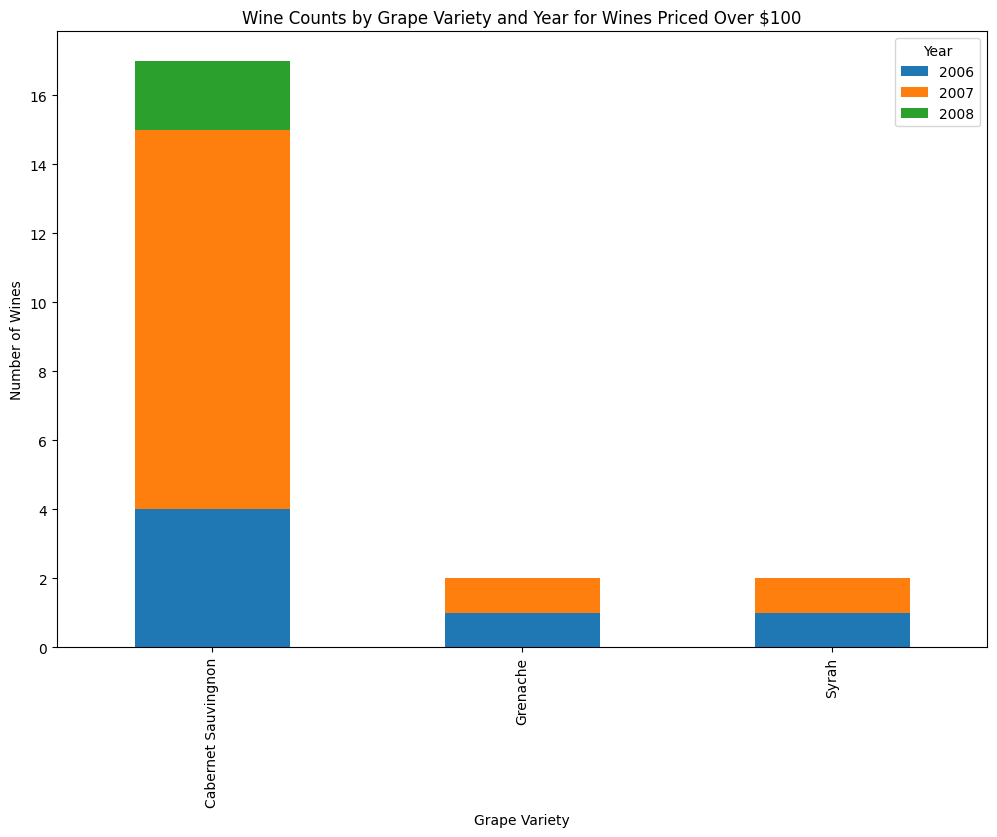 Wine Counts by Grape Variety and Year for Wines Priced Over $100
Year
2006
2007
2008
16
14
12
10
8
6
4
2
0
Number of Wines
Cabernet Sauvingnon
Grenache
Syrah
Grape Variety